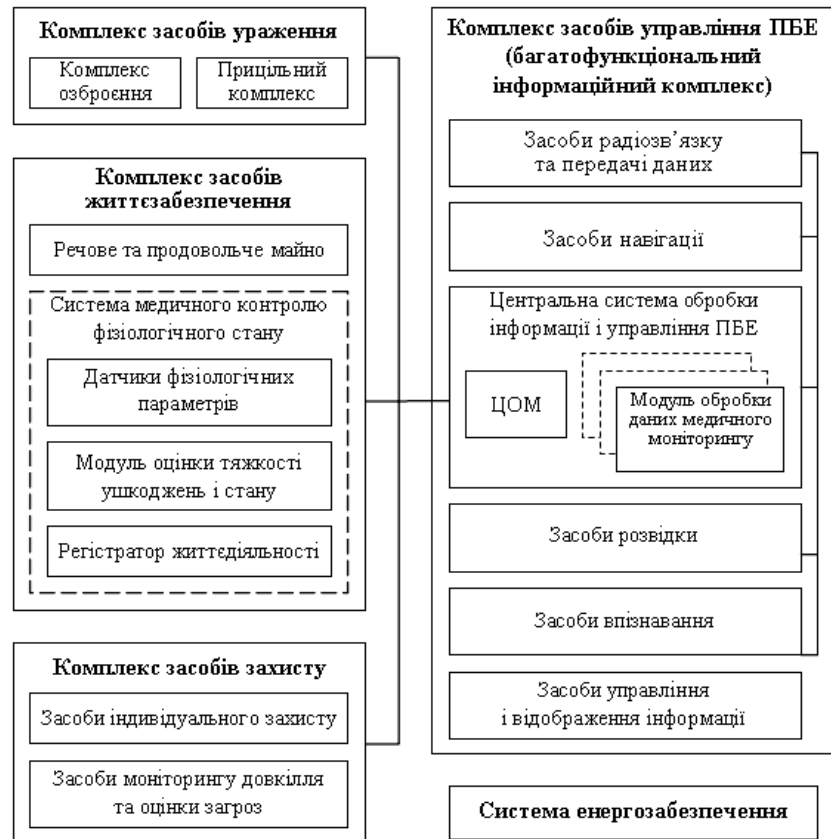 Комплекс засобів ураження
Комплекс
озброєння
Прицільний
комплекс
Комплекс засобів
життєзабезпечення
Речове та продовольче майно
Система медичного контролю
фізіологічного стану
Датчики фізіологічних
параметрів
Модуль оцінки тяжкості
ушкоджень і стану
Регістратор життєдіяльності
Комплекс засобів захисту
Засоби індивідуального захисту
Засоби моніторингу довкілля
та оцінки загроз
Комплекс засобів управління ПБЕ
(багатофункціональний
інформаційний комплекс)
Засоби радіозв’язку
та передачі даних
Засоби навігації
Центральна система обробки
інформації і управління ПБЕ
ЦОМ
Модуль обробки
даних медичного
моніторингу
Засоби розвідки
Засоби впізнавання
Засоби управління
і відображення інформації
Система енергозабезпечення